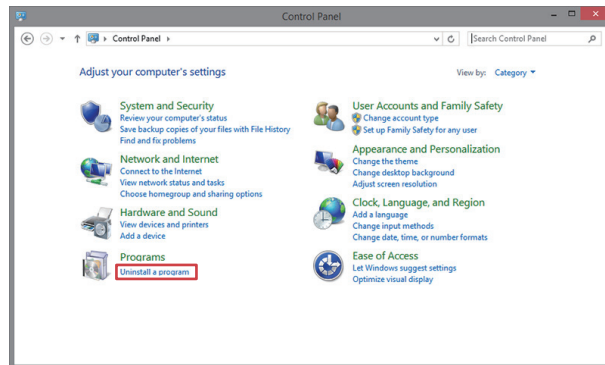 Control Panel
Control Panel
Search Control Panel
Adjust your computer's settings
View by: Category
System and Security
Review your computer's status
Save backup copies of your files with File History
Find and fix problems
Network and Internet
Connect to the Internet
View network status and tasks
Choose homegroup and sharing options
Hardware and Sound
View devices and printers
Add a device
Programs
Uninstall a program
User Accounts and Family Safety
Change account type
Set up Family Safety for any user
Appearance and Personalization
Change the theme
Change desktop background
Adjust screen resolution
Clock, Language, and Region
Add a language
Change input methods
Change date, time, or number formats
Ease of Access
Let Windows suggest settings
Optimize visual display